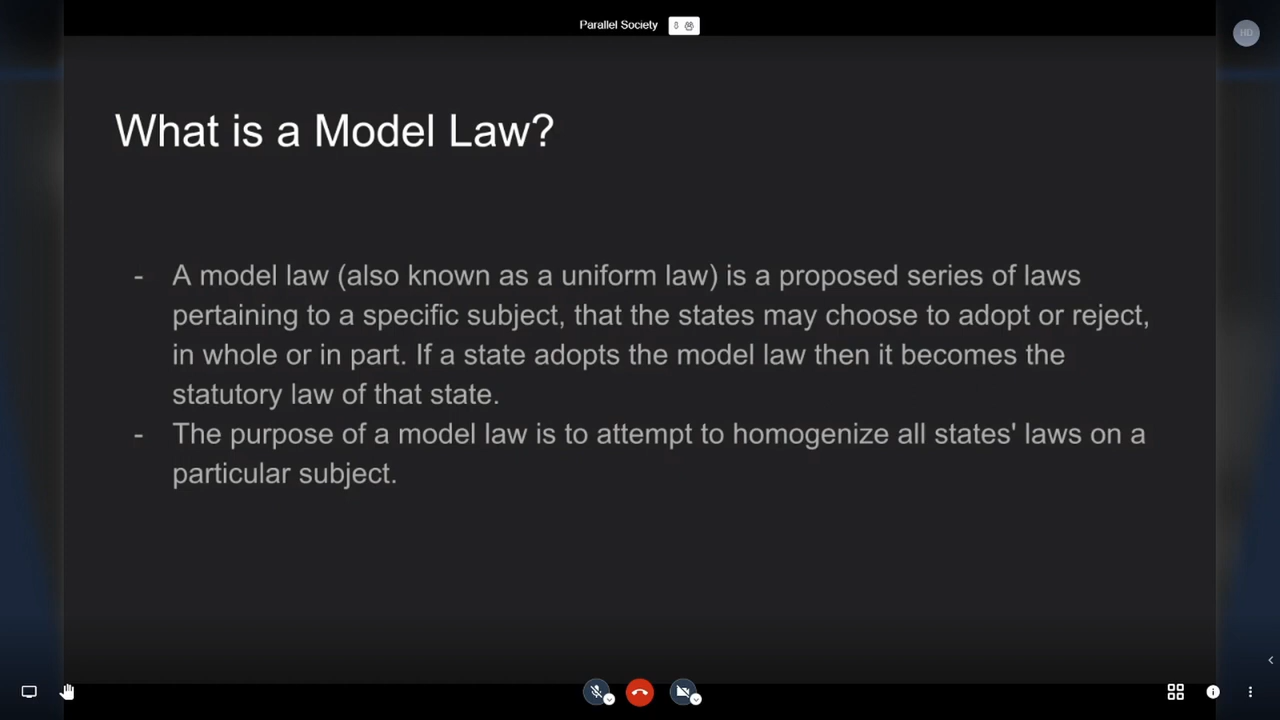 Parallel Society 8
HD
What is a Model Law?
- A model law (also known as a uniform law) is a proposed series of laws
pertaining to a specific subject, that the states may choose to adopt or reject,
in whole or in part. If a state adopts the model law then it becomes the
statutory law of that state.
- The purpose of a model law is to attempt to homogenize all states' laws on a
particular subject.